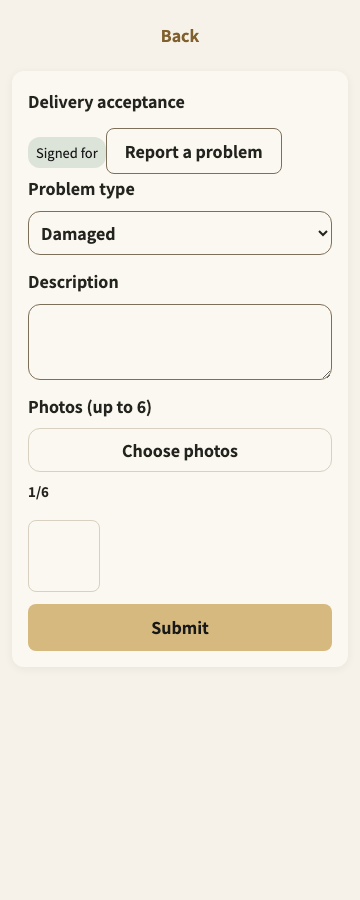 Back
Delivery acceptance
Signed for
Report a problem
Problem type
Damaged
Description
Photos (up to 6)
Choose photos
1/6
Submit